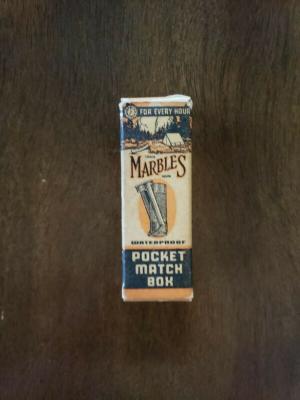 FOR EVERY HOUR
MARBLES
WATERPROOF
POCKET
MATCH
BOX